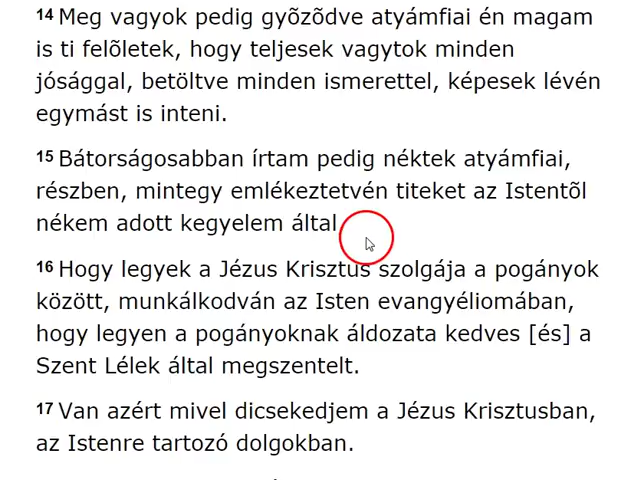 14 Meg vagyok pedig gyõzõdve atyámfiai én magam
is ti felõletek, hogy teljesek vagytok minden
jósággal, betöltve minden ismerettel, képesek lévén
egymást is inteni.
15 Bátorságosabban írtam pedig néktek atyámfiai,
részben, mintegy emlékeztetvén titeket az Istentõl
nékem adott kegyelem által
16 Hogy legyek a Jézus Krisztus szolgája a pogányok
között, munkálkodván az Isten evangyéliomában,
hogy legyen a pogányoknak áldozata kedves [és] a
Szent Lélek által megszentelt.
17 Van azért mivel dicsekedjem a Jézus Krisztusban,
az Istenre tartozó dolgokban.